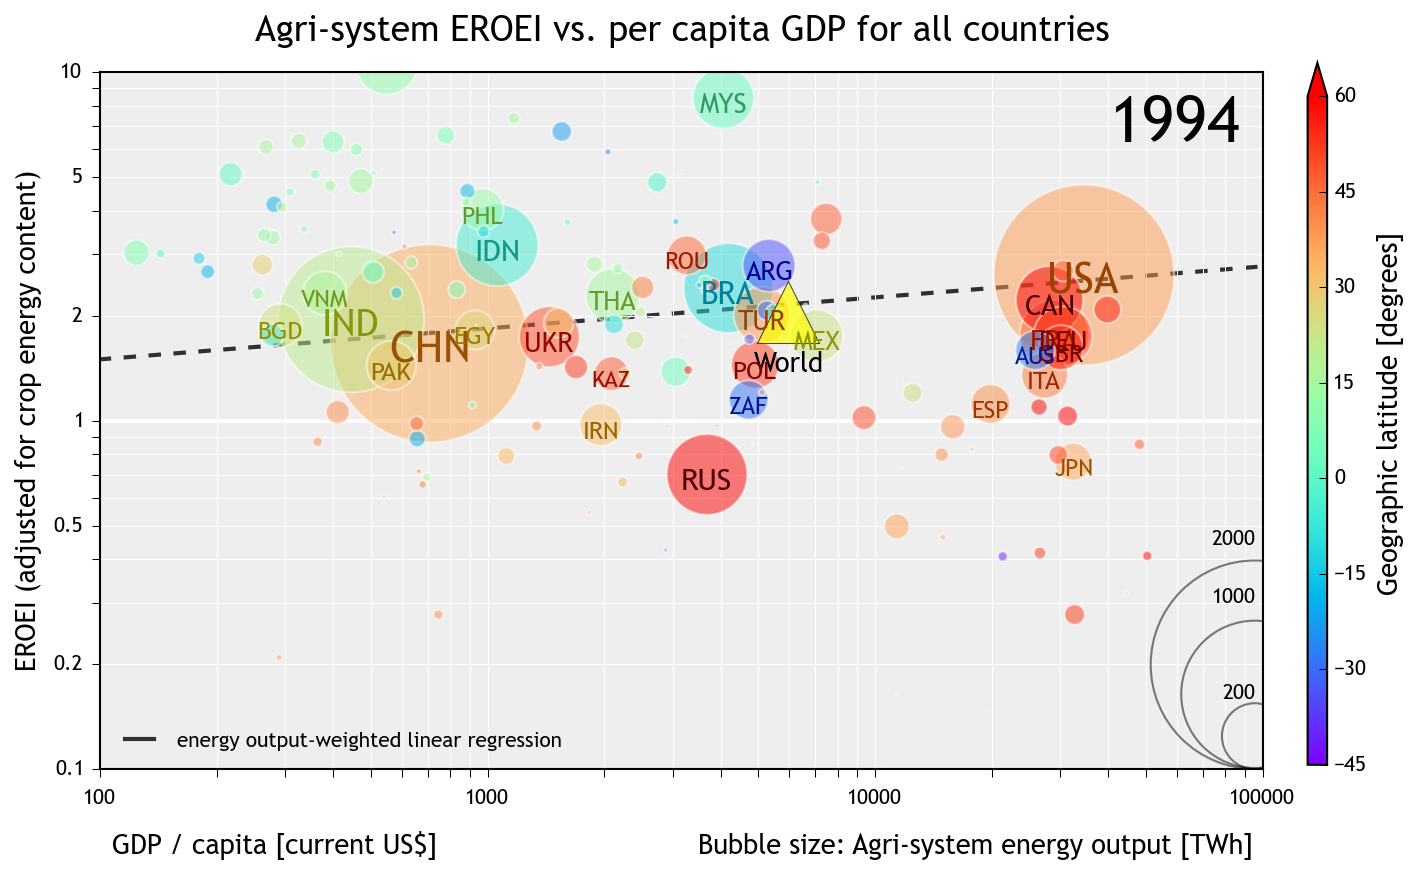 Agri-system EROEI vs. per capita GDP for all countries
1994
EROEI (adjusted for crop energy content)
10
5
2
1
0.5
0.2
0.1
100
1000
10000
100000
GDP / capita [current US$]
Bubble size: Agri-system energy output [TWh]
energy output-weighted linear regression
MYS
PHL
IDN
ROU
ARG
BRA
USA
CAN
VNM
THA
IND
BGD
EGY
CHN
PAK
UKR
TUR
MEX
World
KAZ
POL
ZAF
AUS
GBR
ITA
ESP
IRN
RUS
JPN
2000
1000
200
60
45
30
15
0
−15
−30
−45
Geographic latitude [degrees]